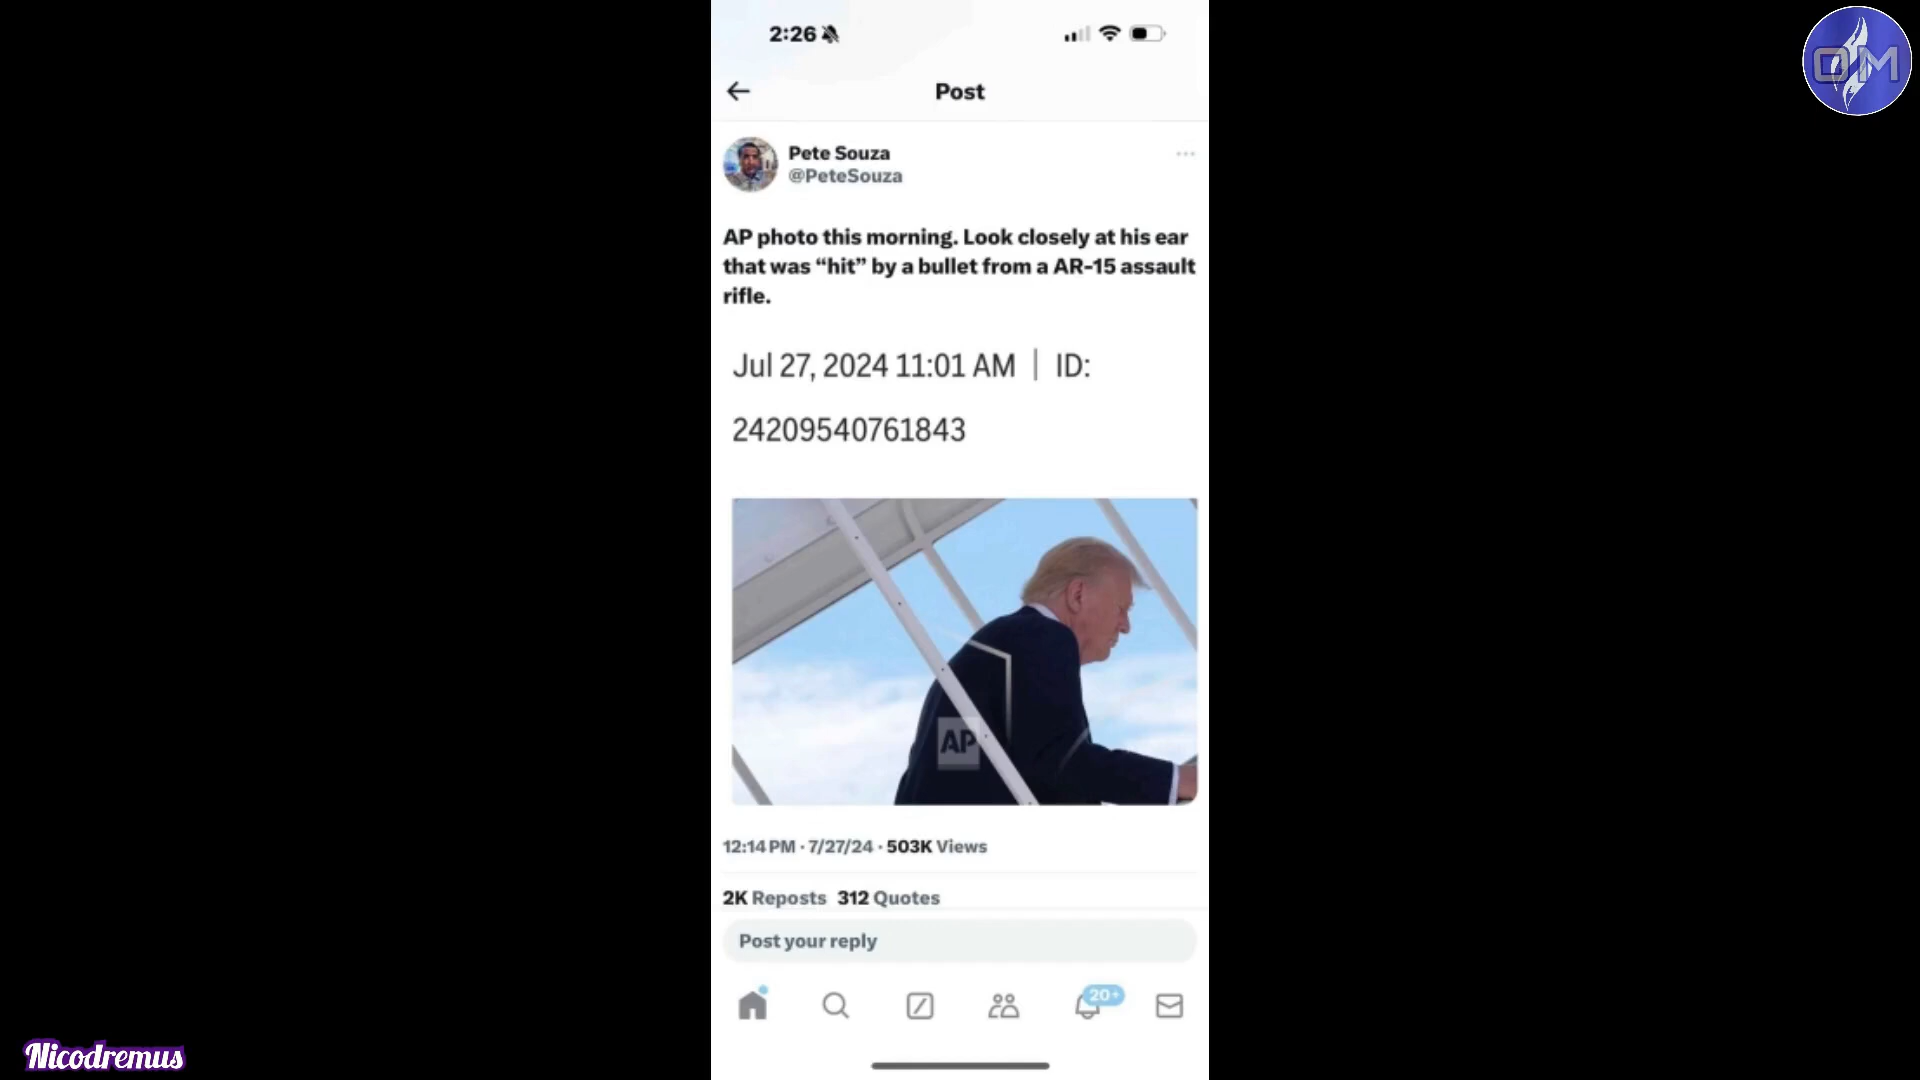 2:26
Post
Pete Souza
@PeteSouza
AP photo this morning. Look closely at his ear
that was “hit” by a bullet from a AR-15 assault
rifle.
Jul 27, 2024 11:01 AM | ID:
24209540761843
AP
12:14 PM · 7/27/24 · 503K Views
2K Reposts 312 Quotes
Post your reply
20+
OM
Nicodremus